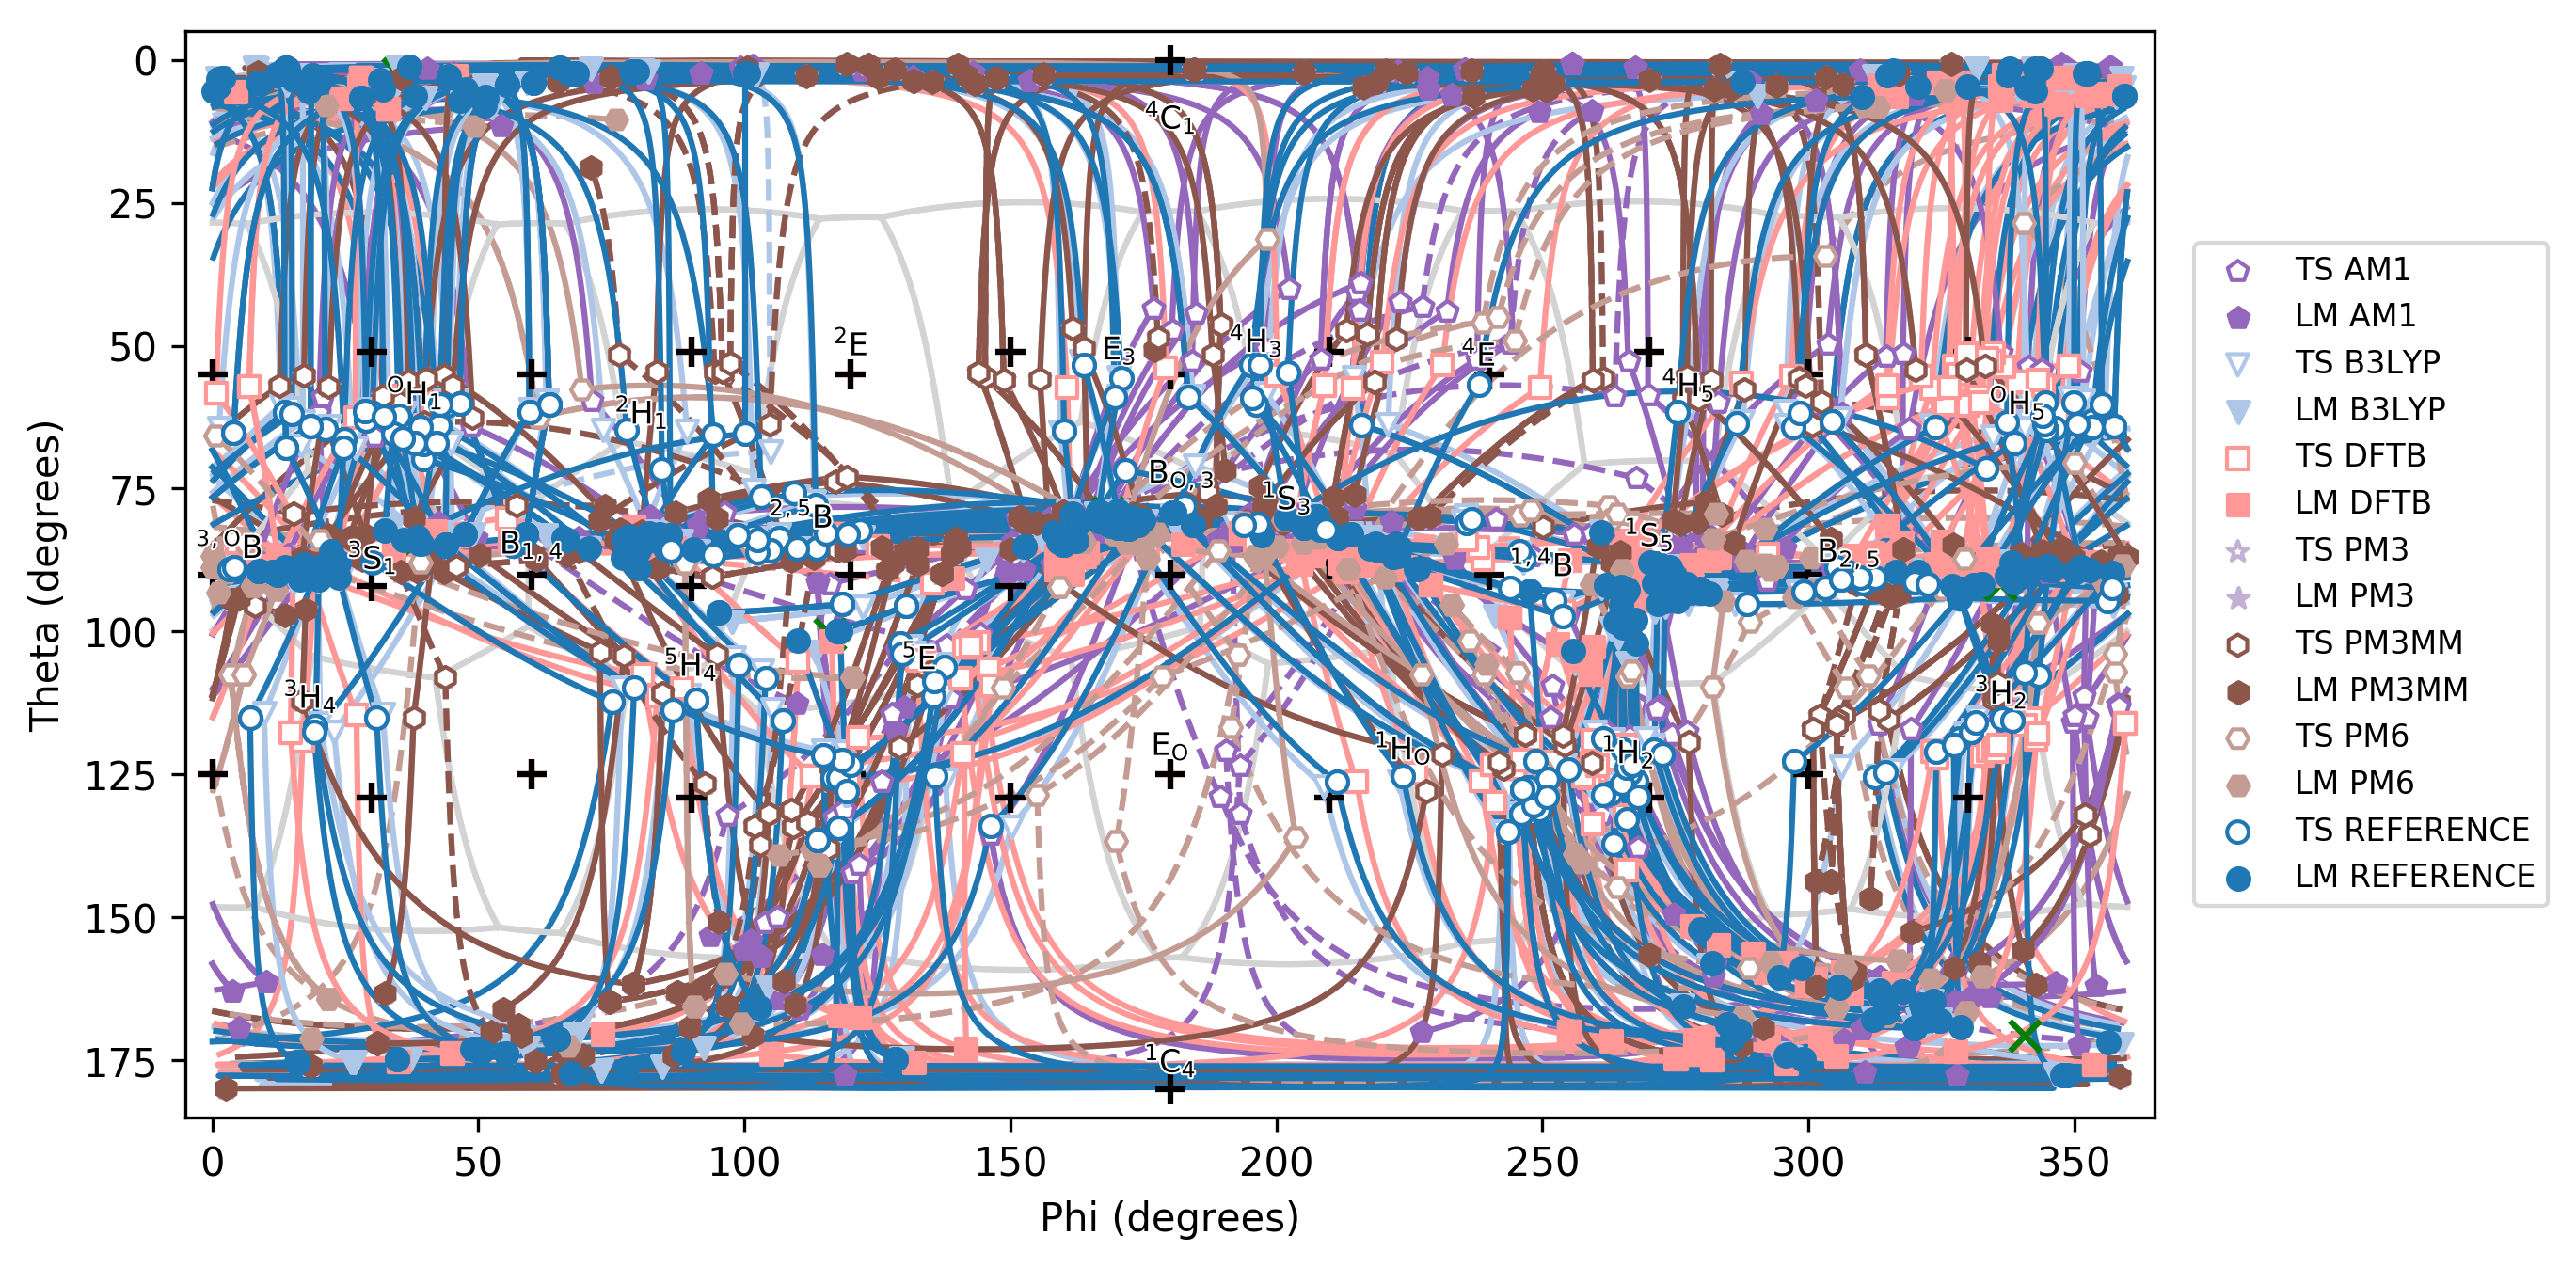 0
25
50
75
100
125
150
175
Theta (degrees)
0
50
100
150
200
250
300
350
Phi (degrees)
⁴C₁
²E
E₃
⁴H₃
⁴E
⁴H₅
ᴼH₁
²H₁
ᴼH₅
B_O,3
¹S₃
²,⁵B
³,ᴼB
³S₁
B₁,₄
¹,⁴B
¹S₅
B₂,₅
⁵E
⁵H₄
³H₄
³H₂
E_O
¹H_O
¹H₂
¹C₄
TS AM1
LM AM1
TS B3LYP
LM B3LYP
TS DFTB
LM DFTB
TS PM3
LM PM3
TS PM3MM
LM PM3MM
TS PM6
LM PM6
TS REFERENCE
LM REFERENCE